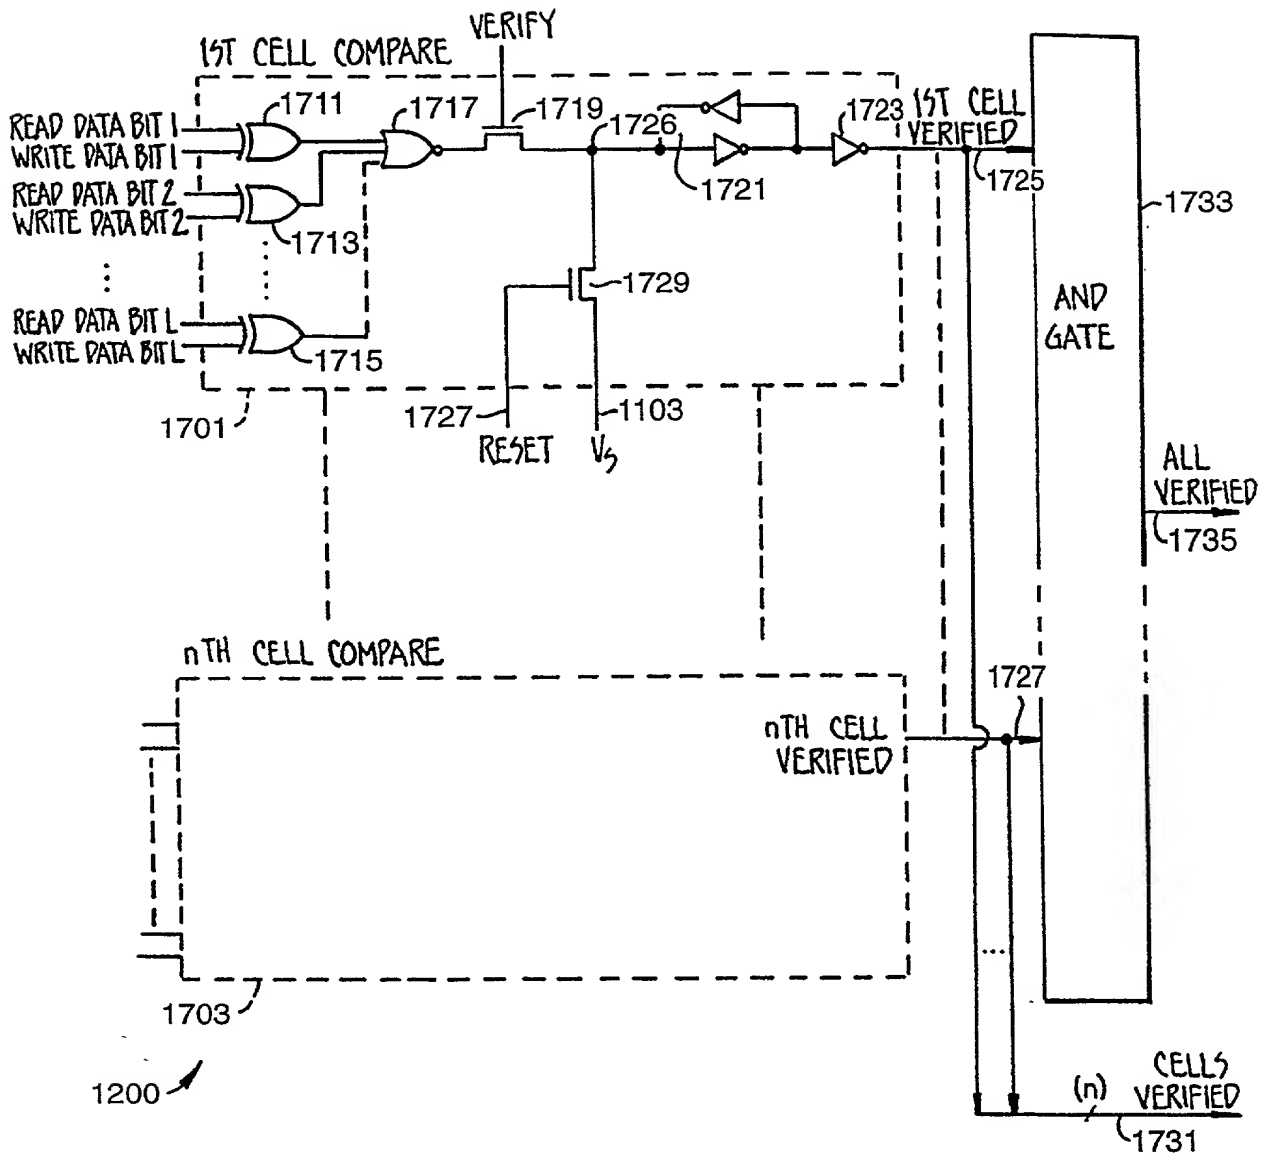 VERIFY
1ST CELL COMPARE
1711
1717
1719
1726
1723
1ST CELL
VERIFIED
READ DATA BIT 1
WRITE DATA BIT 1
1721
1725
READ DATA BIT 2
WRITE DATA BIT 2
1733
1713
1729
AND
GATE
READ DATA BIT L
WRITE DATA BIT L
1715
1701
1727
1103
RESET
VS
ALL
VERIFIED
1735
nTH CELL COMPARE
1727
nTH CELL
VERIFIED
...
1703
1200
(n)
CELLS
VERIFIED
1731